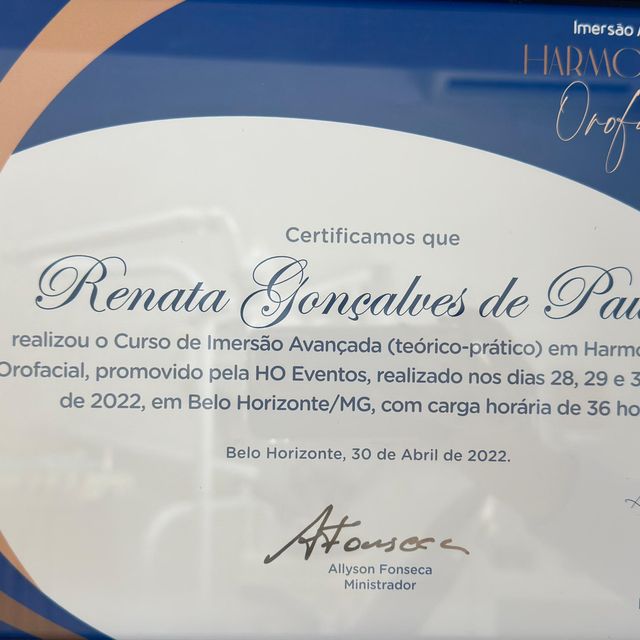 Imersão
HARMO
Orofa
Certificamos que
Renata Gonçalves de Pau
realizou o Curso de Imersão Avançada (teórico-prático) em Harmo
Orofacial, promovido pela HO Eventos, realizado nos dias 28, 29 e 3
de 2022, em Belo Horizonte/MG, com carga horária de 36 ho
Belo Horizonte, 30 de Abril de 2022.
AFonseca
Allyson Fonseca
Ministrador